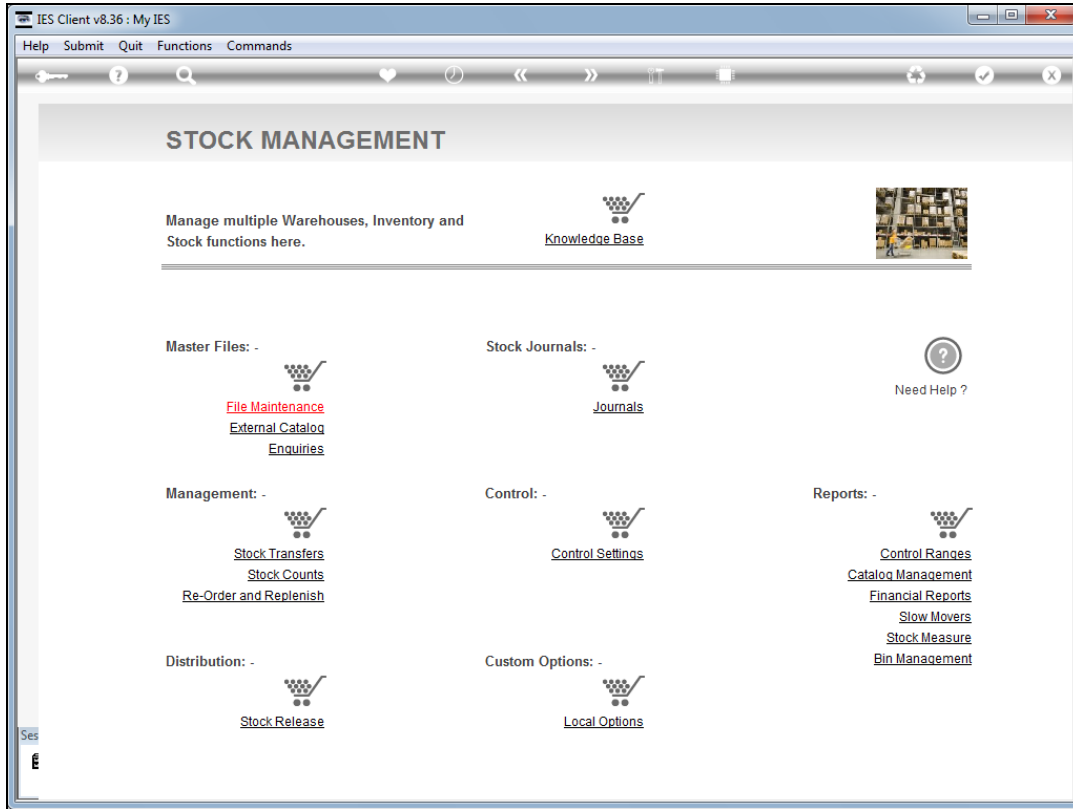 IES Client v8.36 : My IES
Help Submit Quit Functions Commands
STOCK MANAGEMENT
Manage multiple Warehouses, Inventory and
Stock functions here.
Knowledge Base
Master Files: -
File Maintenance
External Catalog
Enquiries
Stock Journals: -
Journals
Need Help ?
Management: -
Stock Transfers
Stock Counts
Re-Order and Replenish
Control: -
Control Settings
Reports: -
Control Ranges
Catalog Management
Financial Reports
Slow Movers
Stock Measure
Bin Management
Distribution: -
Stock Release
Custom Options: -
Local Options
Ses